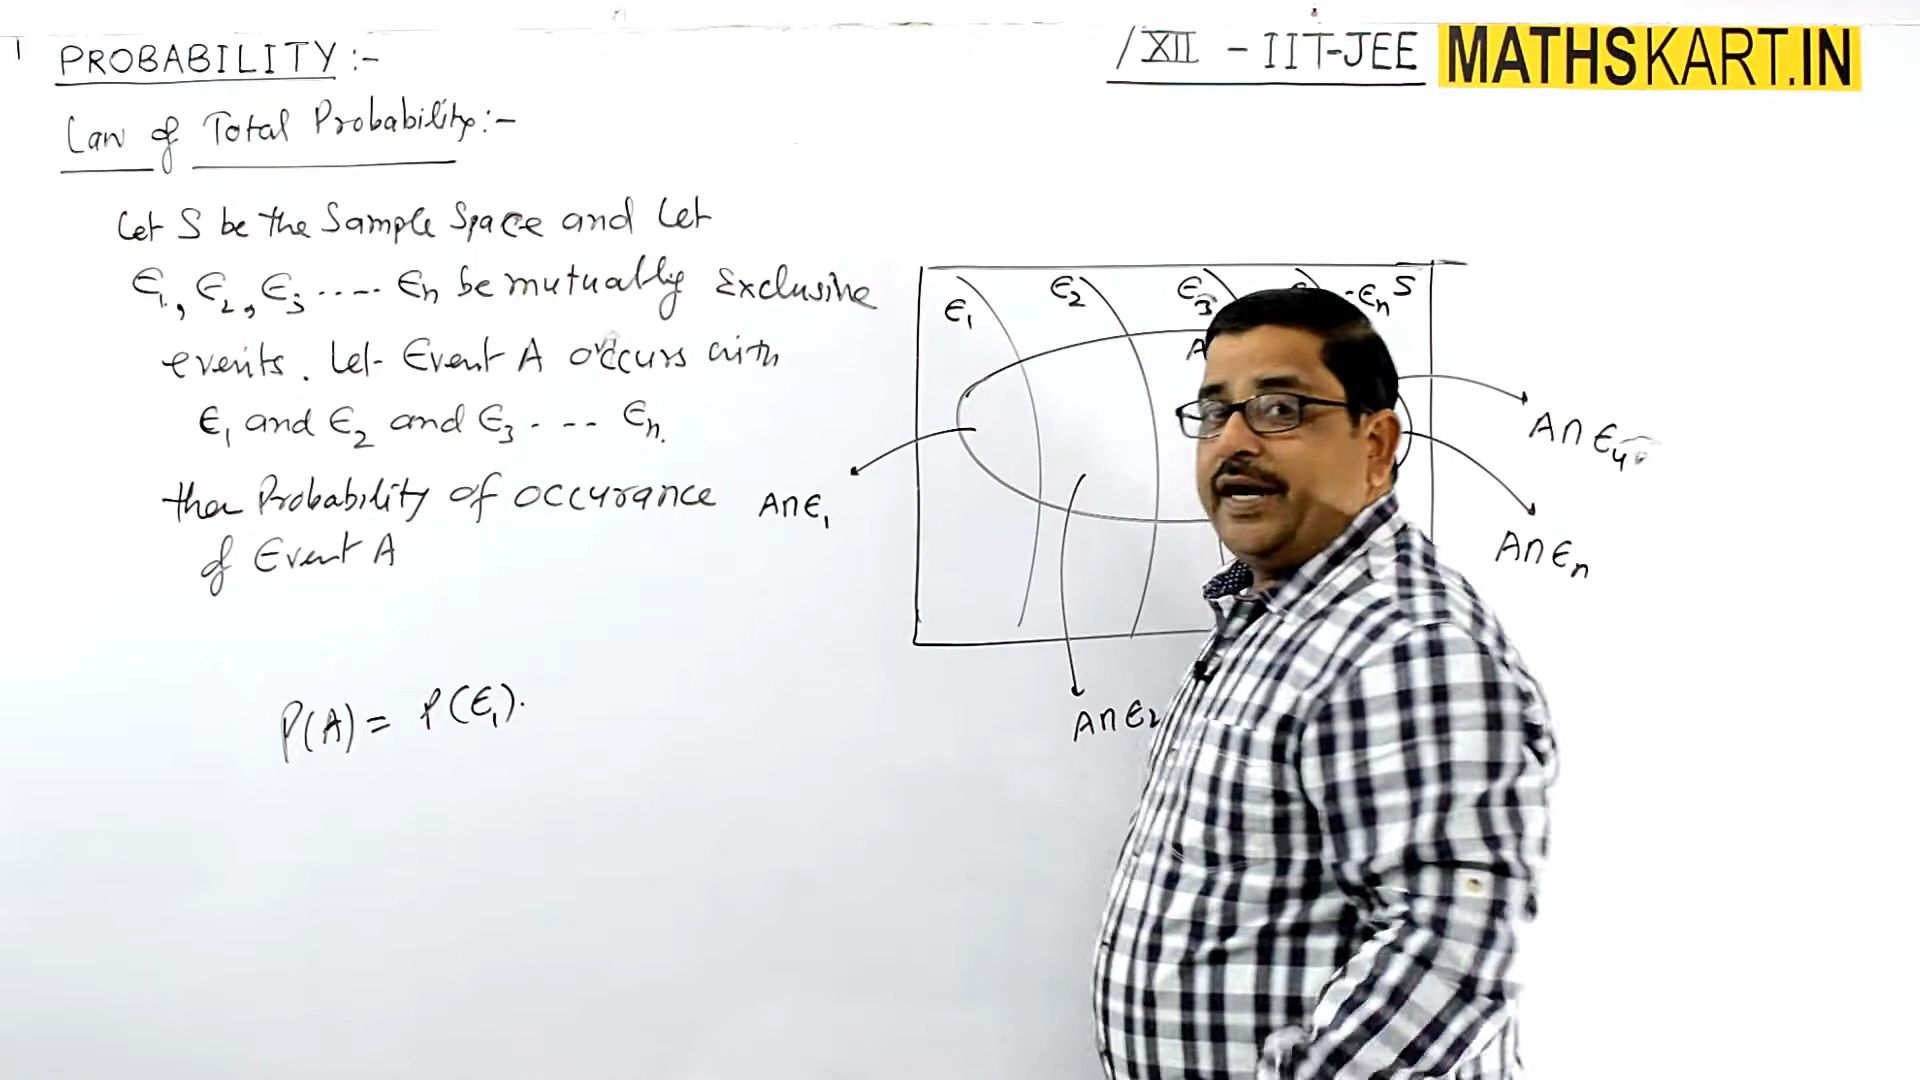 PROBABILITY :-
/XII - IIT-JEE
MATHSKART.IN
Law of Total Probability:-
Let S be the Sample Space and Let
E1, E2, E3 ..... En be mutually Exclusive
events. Let Event A occurs with
E1 and E2 and E3 - --- En.
then Probability of occurance
of Event A
P(A) = P(E1).
E1 E2 E3 -En S
A
A∩E1
A∩E2
A∩E4
A∩En